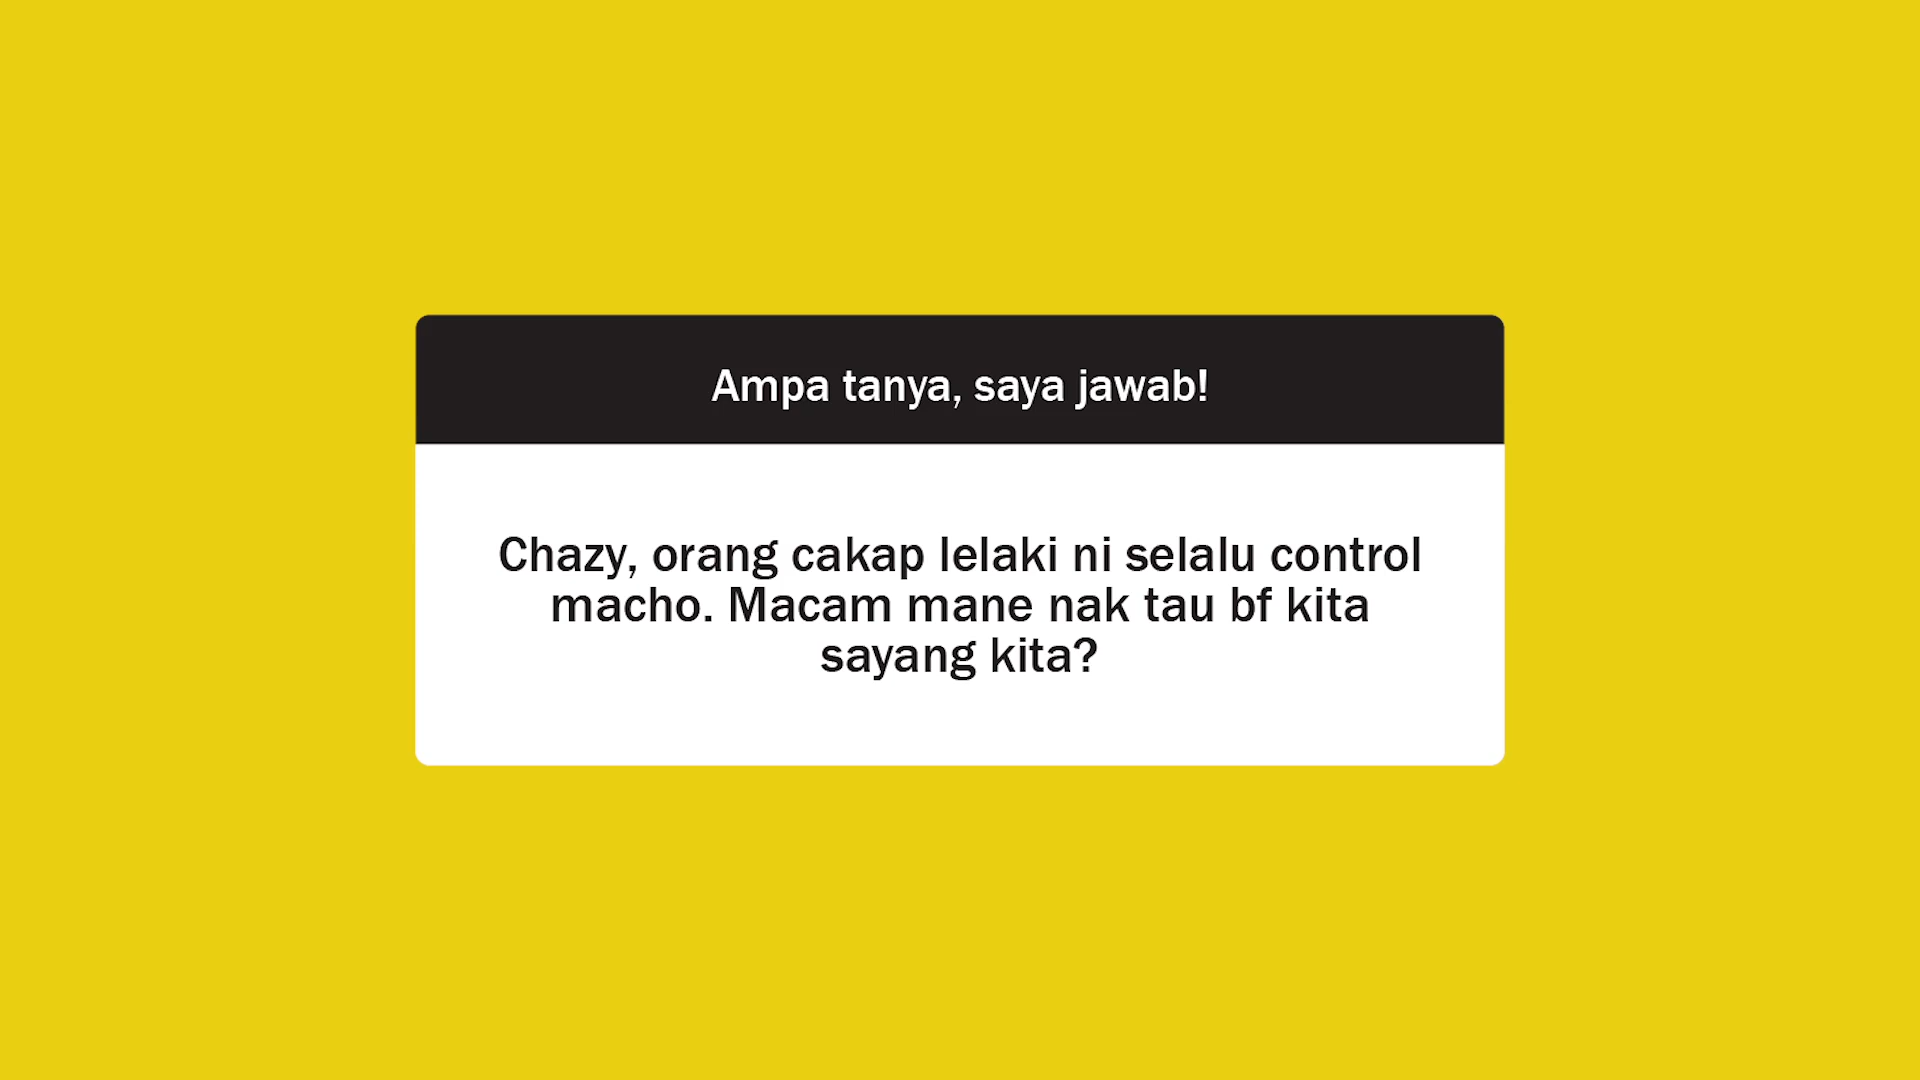 Ampa tanya, saya jawab!
Chazy, orang cakap lelaki ni selalu control
macho. Macam mane nak tau bf kita
sayang kita?